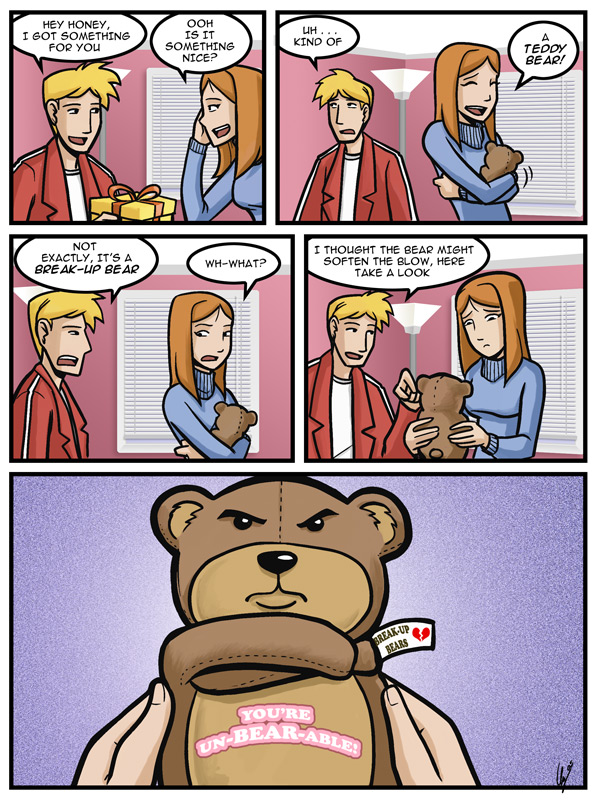 HEY HONEY,
I GOT SOMETHING
FOR YOU
OOH
IS IT
SOMETHING
NICE?
UH . . .
KIND OF
A
TEDDY
BEAR!
NOT
EXACTLY, IT'S A
BREAK-UP BEAR
WH-WHAT?
I THOUGHT THE BEAR MIGHT
SOFTEN THE BLOW, HERE
TAKE A LOOK
BREAK-UP
BEARS
YOU'RE
UN-BEAR-ABLE!